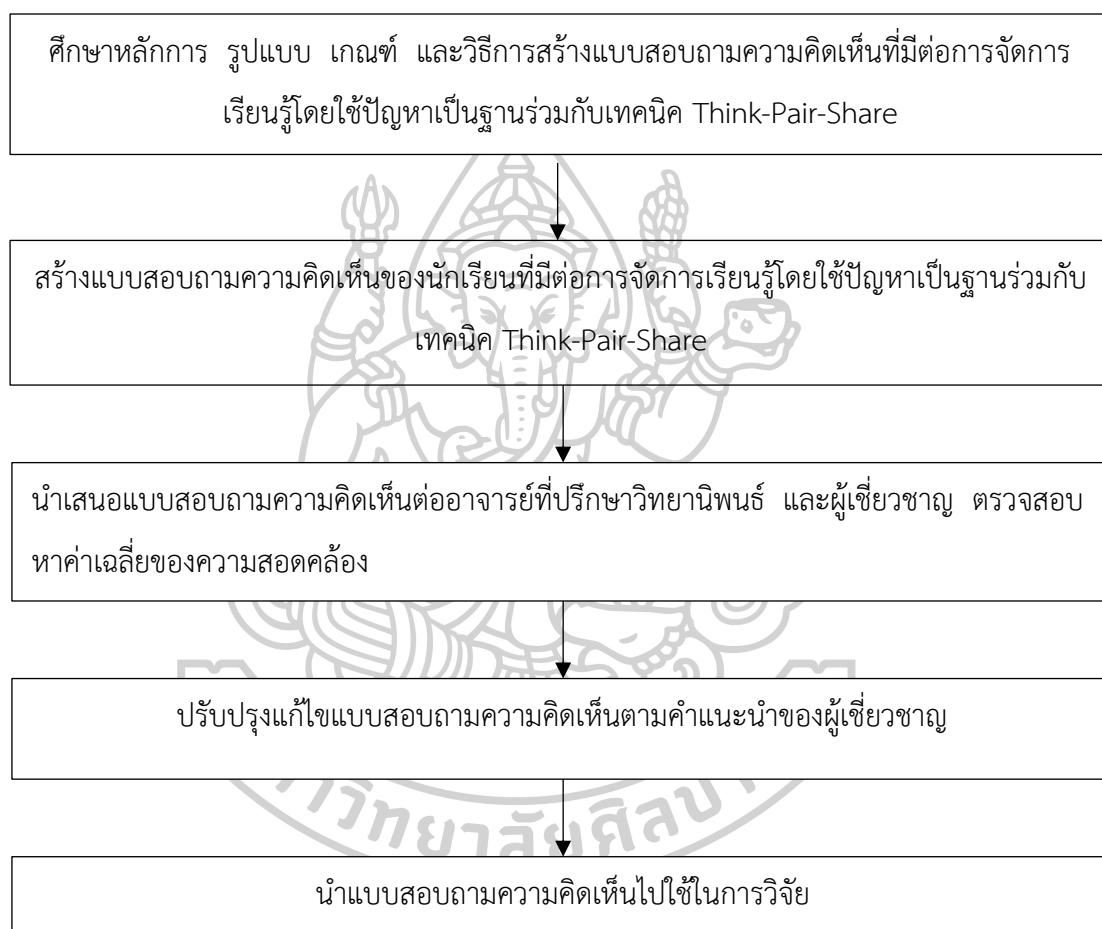 ศึกษาหลักการ รูปแบบ เกณฑ์ และวิธีการสร้างแบบสอบถามความคิดเห็นที่มีต่อการจัดการ
เรียนรู้โดยใช้ปัญหาเป็นฐานร่วมกับเทคนิค Think-Pair-Share
สร้างแบบสอบถามความคิดเห็นของนักเรียนที่มีต่อการจัดการเรียนรู้โดยใช้ปัญหาเป็นฐานร่วมกับ
เทคนิค Think-Pair-Share
นำเสนอแบบสอบถามความคิดเห็นต่ออาจารย์ที่ปรึกษาวิทยานิพนธ์ และผู้เชี่ยวชาญ ตรวจสอบ
หาค่าเฉลี่ยของความสอดคล้อง
ปรับปรุงแก้ไขแบบสอบถามความคิดเห็นตามคำแนะนำของผู้เชี่ยวชาญ
นำแบบสอบถามความคิดเห็นไปใช้ในการวิจัย